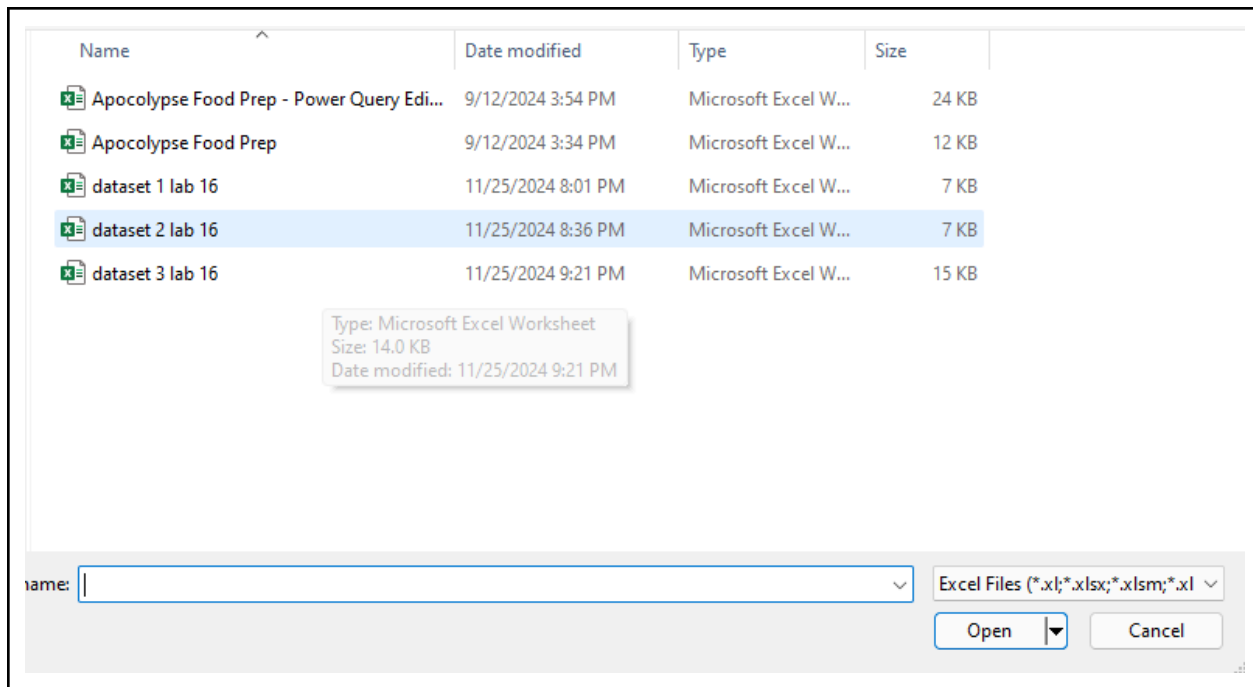 Name Date modified Type Size
Apocolypse Food Prep - Power Query Edi... 9/12/2024 3:54 PM Microsoft Excel W... 24 KB
Apocolypse Food Prep 9/12/2024 3:34 PM Microsoft Excel W... 12 KB
dataset 1 lab 16 11/25/2024 8:01 PM Microsoft Excel W... 7 KB
dataset 2 lab 16 11/25/2024 8:36 PM Microsoft Excel W... 7 KB
dataset 3 lab 16 11/25/2024 9:21 PM Microsoft Excel W... 15 KB
Type: Microsoft Excel Worksheet
Size: 14.0 KB
Date modified: 11/25/2024 9:21 PM
name: Excel Files (*.xl;*.xlsx;*.xlsm;*.xl
Open Cancel